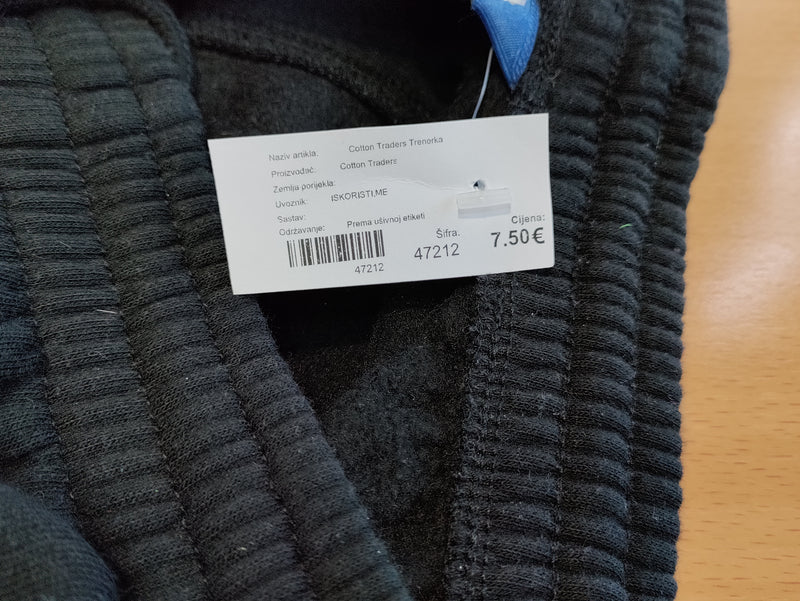 Naziv artikla: Cotton Traders Trenorka
Proizvođač: Cotton Traders
Zemlja porijekla:
Uvoznik: ISKORISTI.ME
Sastav:
Održavanje: Prema ušivnoj etiketi
47212
Šifra:
47212
Cijena:
7.50€